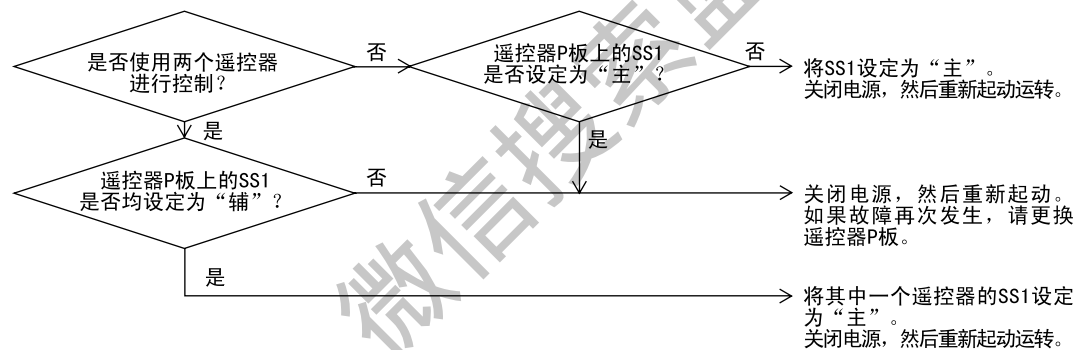 是否使用两个遥控器
进行控制？
否
遥控器P板上的SS1
是否设定为“主”？
否
将SS1设定为“主”。
关闭电源，然后重新起动运转。
是
是
遥控器P板上的SS1
是否均设定为“辅”？
否
关闭电源，然后重新起动。
如果故障再次发生，请更换
遥控器P板。
是
将其中一个遥控器的SS1设定
为“主”。
关闭电源，然后重新起动运转。
微信搜索